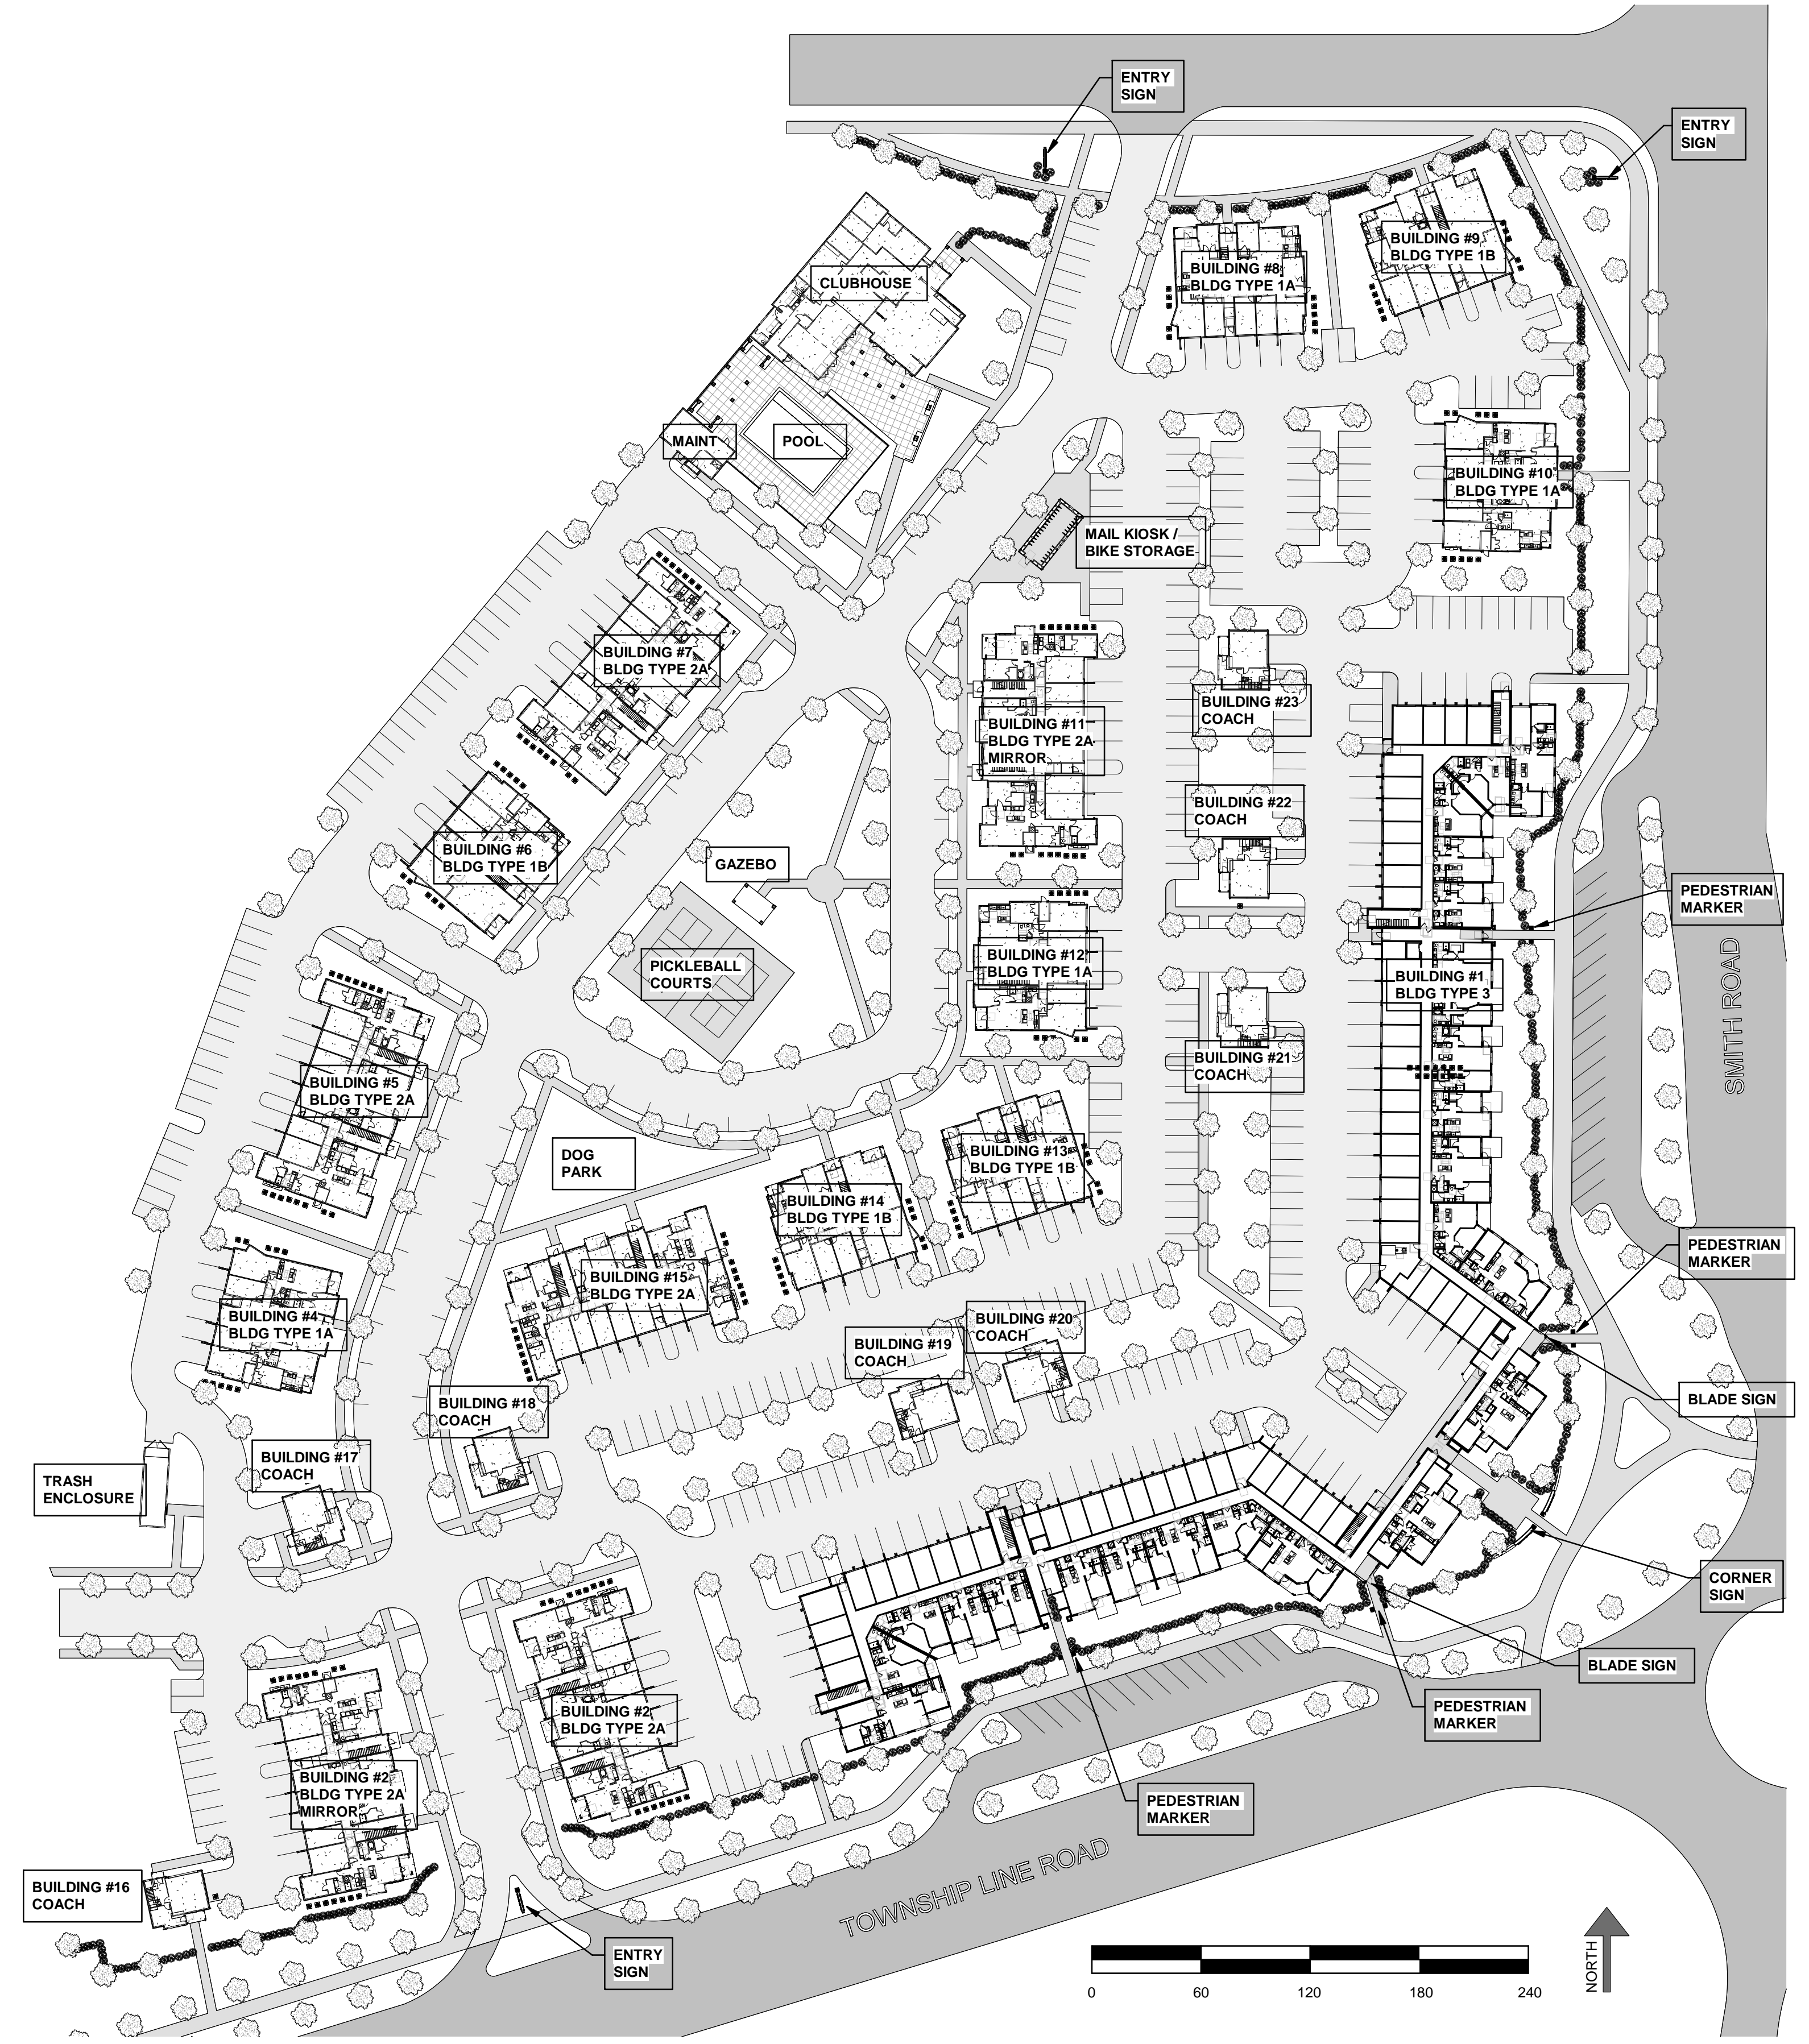 ENTRY
SIGN
ENTRY
SIGN
BUILDING #9
BLDG TYPE 1B
BUILDING #8
BLDG TYPE 1A
CLUBHOUSE
MAINT
POOL
BUILDING #10
BLDG TYPE 1A
MAIL KIOSK /
BIKE STORAGE
BUILDING #7
BLDG TYPE 2A
BUILDING #23
COACH
BUILDING #11
BLDG TYPE 2A
MIRROR
BUILDING #22
COACH
BUILDING #6
BLDG TYPE 1B
GAZEBO
PEDESTRIAN
MARKER
PICKLEBALL
COURTS
BUILDING #12
BLDG TYPE 1A
BUILDING #1
BLDG TYPE 3
SMITH ROAD
BUILDING #21
COACH
BUILDING #5
BLDG TYPE 2A
DOG
PARK
BUILDING #13
BLDG TYPE 1B
BUILDING #14
BLDG TYPE 1B
PEDESTRIAN
MARKER
BUILDING #15
BLDG TYPE 2A
BUILDING #4
BLDG TYPE 1A
BUILDING #20
COACH
BUILDING #19
COACH
BLADE SIGN
BUILDING #18
COACH
BUILDING #17
COACH
TRASH
ENCLOSURE
CORNER
SIGN
BLADE SIGN
BUILDING #2
BLDG TYPE 2A
PEDESTRIAN
MARKER
BUILDING #2
BLDG TYPE 2A
MIRROR
PEDESTRIAN
MARKER
BUILDING #16
COACH
TOWNSHIP LINE ROAD
ENTRY
SIGN
NORTH
0 60 120 180 240